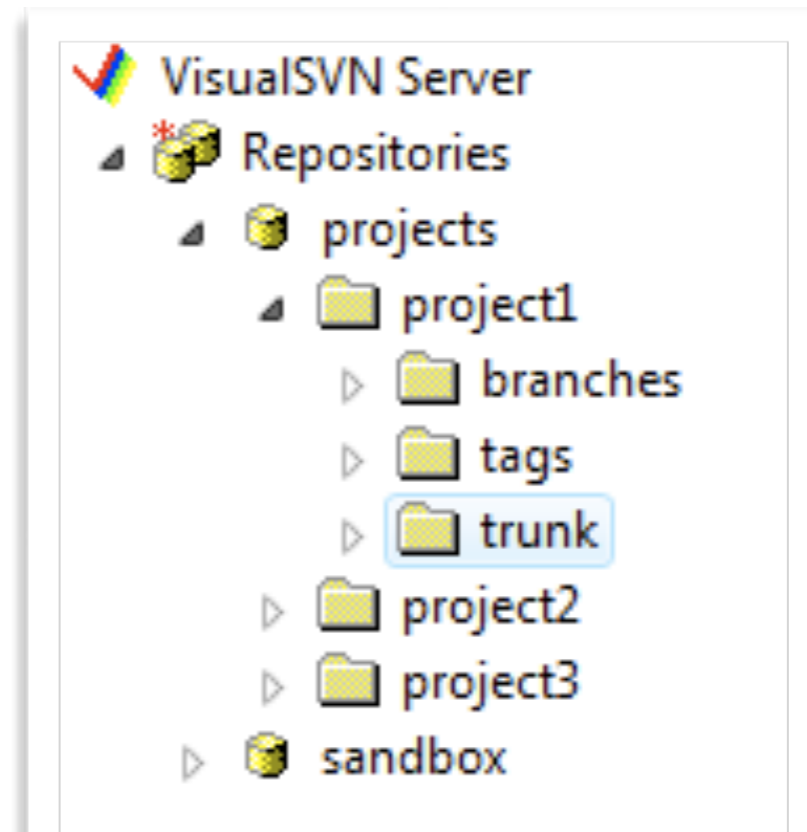 VisualSVN Server
Repositories
projects
project1
branches
tags
trunk
project2
project3
sandbox